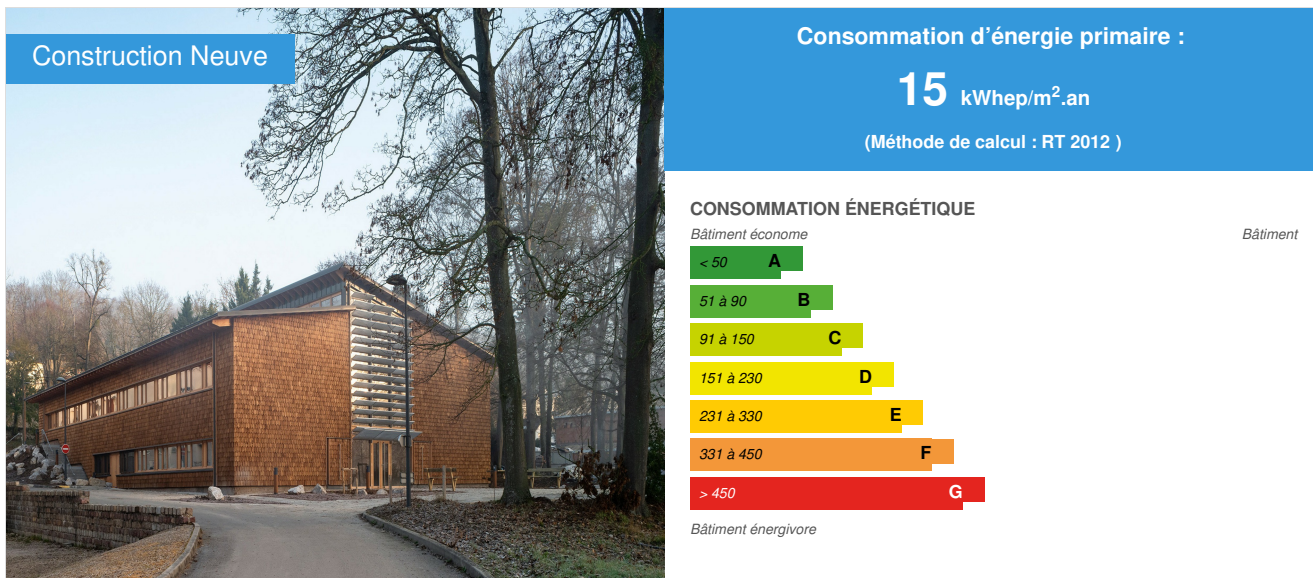 Construction Neuve
Consommation d'énergie primaire :
15 kWhep/m².an
(Méthode de calcul : RT 2012 )
CONSOMMATION ÉNERGÉTIQUE
Bâtiment économe
Bâtiment
< 50 A
51 à 90 B
91 à 150 C
151 à 230 D
231 à 330 E
331 à 450 F
> 450 G
Bâtiment énergivore